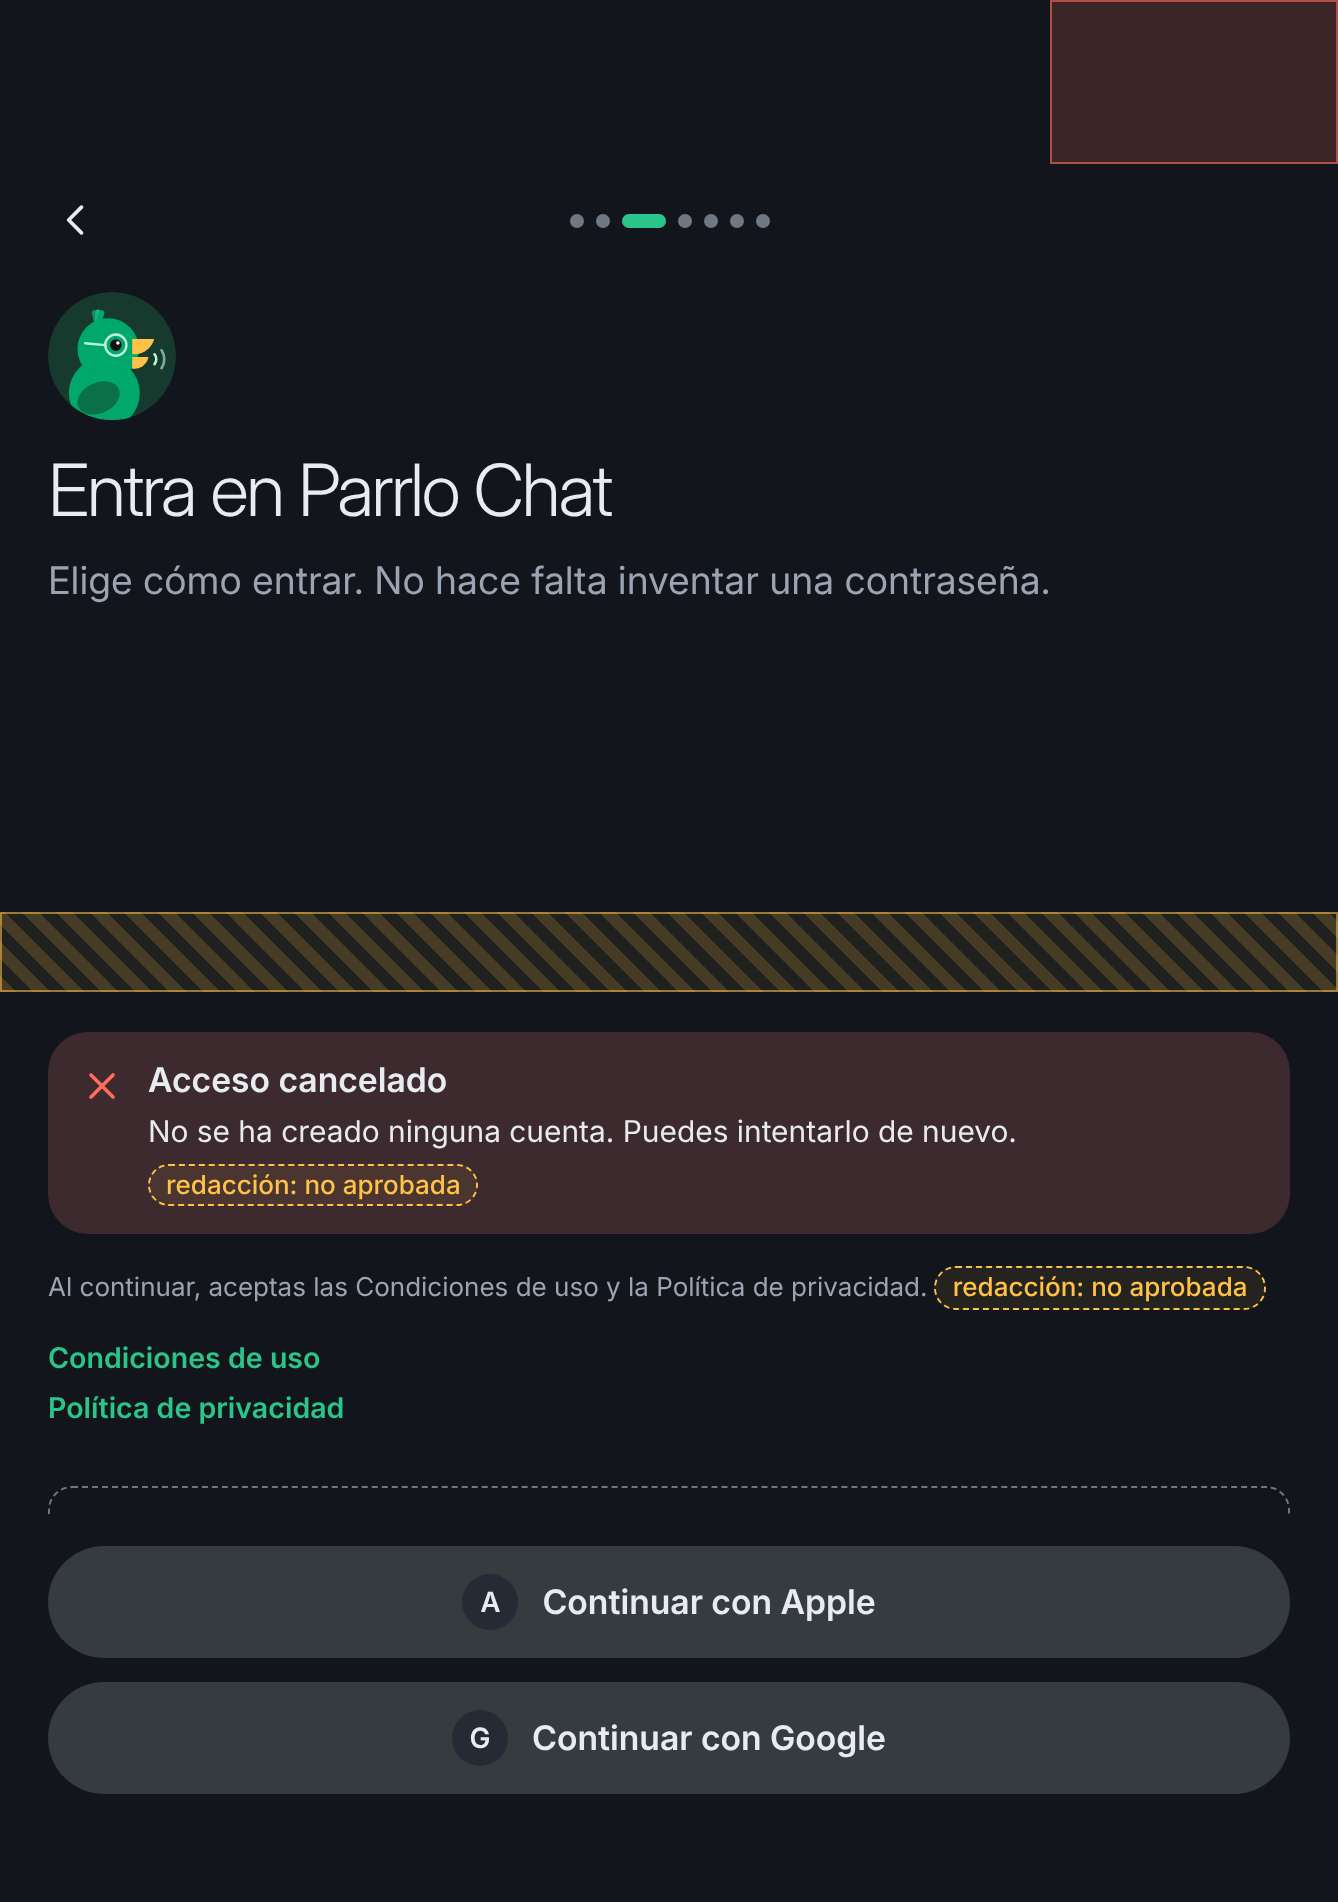 Entra en Parrlo Chat
Elige cómo entrar. No hace falta inventar una contraseña.
Acceso cancelado
No se ha creado ninguna cuenta. Puedes intentarlo de nuevo.
redacción: no aprobada
Al continuar, aceptas las Condiciones de uso y la Política de privacidad. redacción: no aprobada
Condiciones de uso
Política de privacidad
A Continuar con Apple
G Continuar con Google